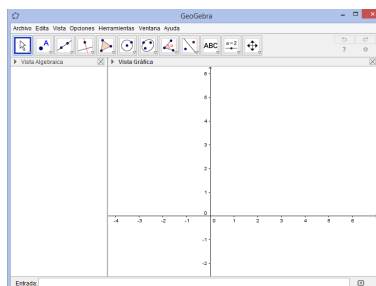 GeoGebra
Archivo Edita Vista Opciones Herramientas Ventana Ayuda
A
ABC
a=2
?
Vista Algebraica
Vista Gráfica
6
4
3
2
1
0
-4 -3 -2 -1 0 1 2 3 4 5 6
-1
-2
Entrada: